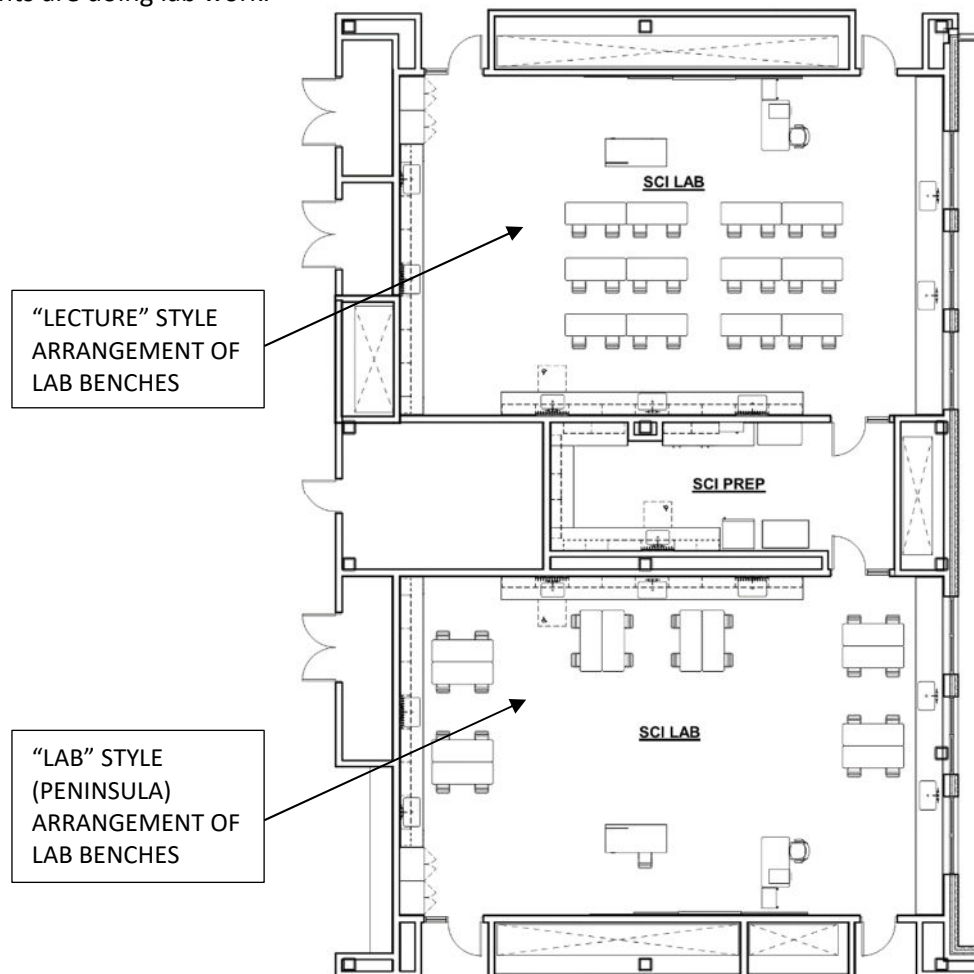 nts are doing lab work.
SCI LAB
“LECTURE” STYLE
ARRANGEMENT OF
LAB BENCHES
SCI PREP
SCI LAB
“LAB” STYLE
(PENINSULA)
ARRANGEMENT OF
LAB BENCHES